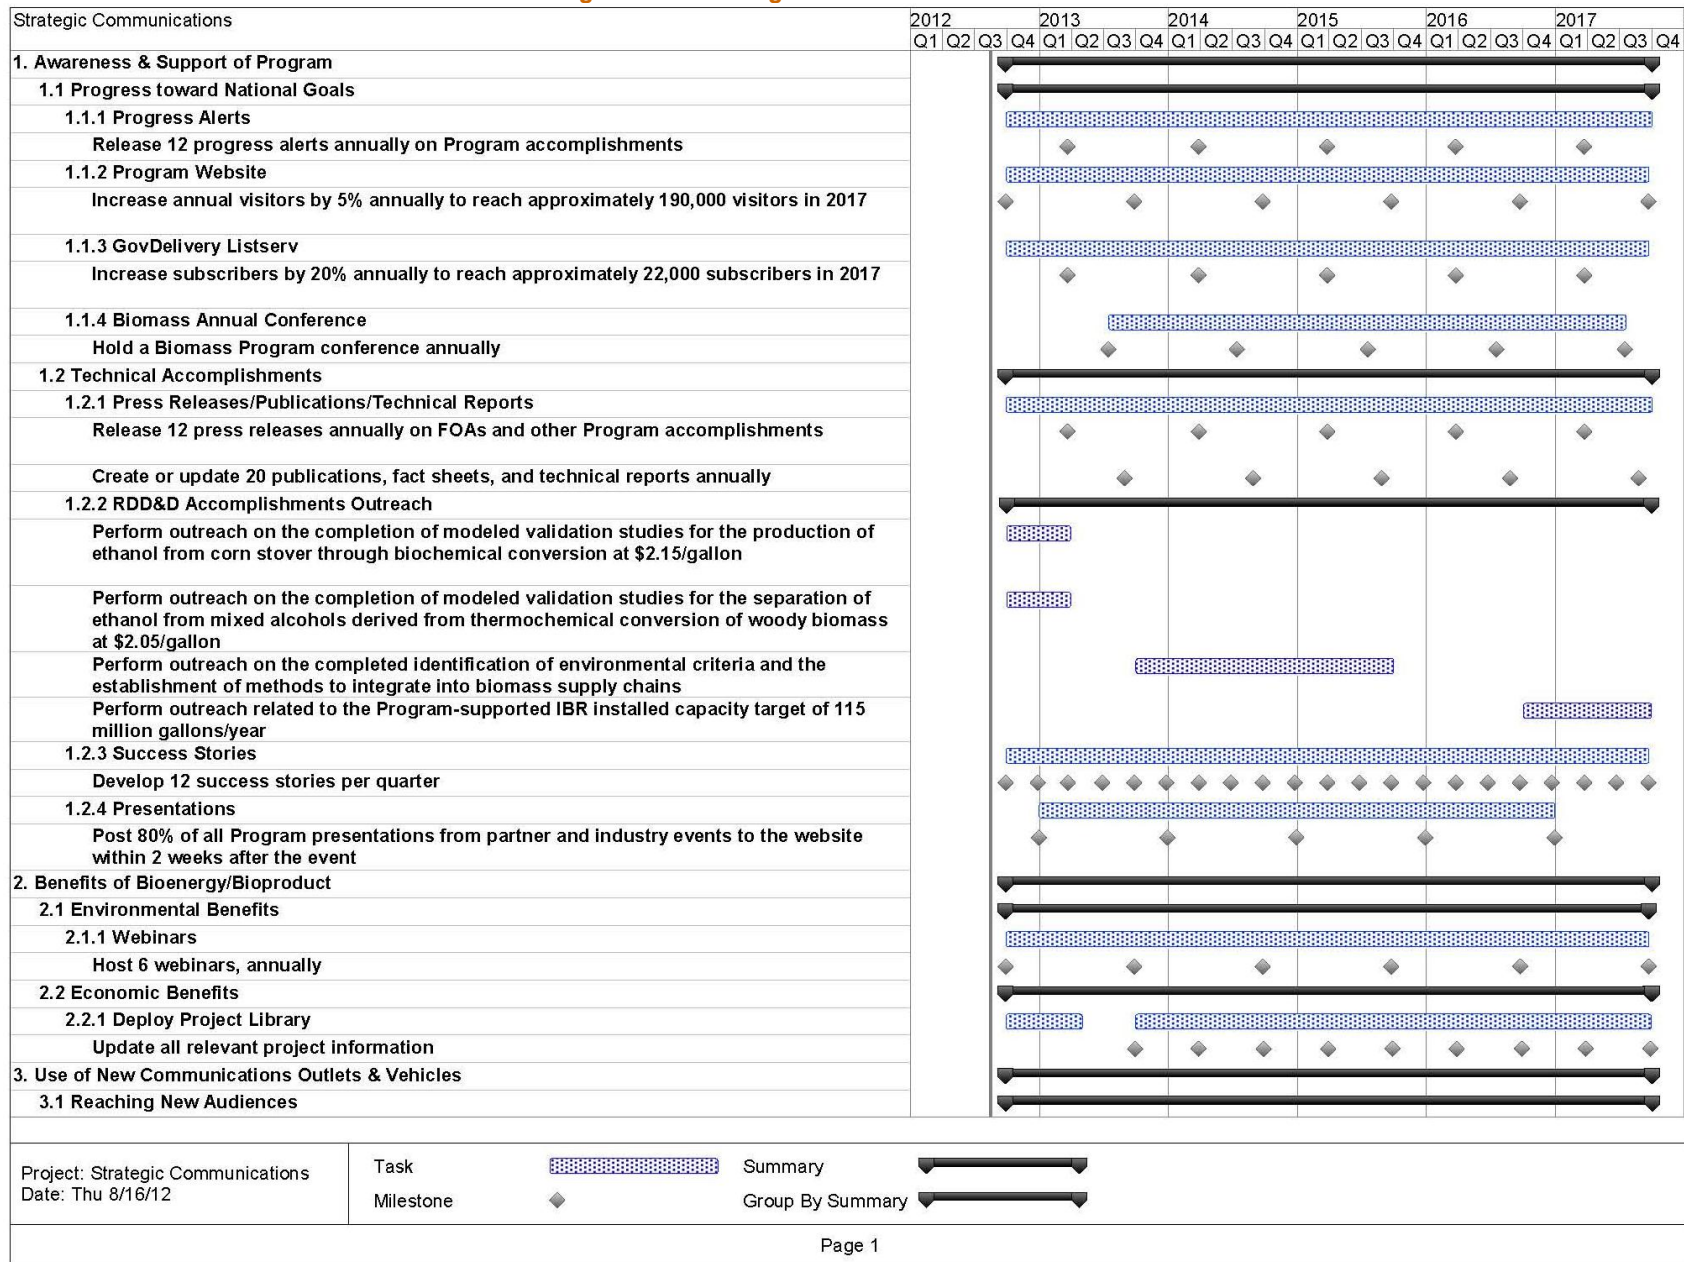 Strategic Communications
2012 2013 2014 2015 2016 2017
Q1 Q2 Q3 Q4 Q1 Q2 Q3 Q4 Q1 Q2 Q3 Q4 Q1 Q2 Q3 Q4 Q1 Q2 Q3 Q4 Q1 Q2 Q3 Q4
1. Awareness & Support of Program
1.1 Progress toward National Goals
1.1.1 Progress Alerts
Release 12 progress alerts annually on Program accomplishments
1.1.2 Program Website
Increase annual visitors by 5% annually to reach approximately 190,000 visitors in 2017
1.1.3 GovDelivery Listserv
Increase subscribers by 20% annually to reach approximately 22,000 subscribers in 2017
1.1.4 Biomass Annual Conference
Hold a Biomass Program conference annually
1.2 Technical Accomplishments
1.2.1 Press Releases/Publications/Technical Reports
Release 12 press releases annually on FOAs and other Program accomplishments
Create or update 20 publications, fact sheets, and technical reports annually
1.2.2 RDD&D Accomplishments Outreach
Perform outreach on the completion of modeled validation studies for the production of
ethanol from corn stover through biochemical conversion at $2.15/gallon
Perform outreach on the completion of modeled validation studies for the separation of
ethanol from mixed alcohols derived from thermochemical conversion of woody biomass
at $2.05/gallon
Perform outreach on the completed identification of environmental criteria and the
establishment of methods to integrate into biomass supply chains
Perform outreach related to the Program-supported IBR installed capacity target of 115
million gallons/year
1.2.3 Success Stories
Develop 12 success stories per quarter
1.2.4 Presentations
Post 80% of all Program presentations from partner and industry events to the website
within 2 weeks after the event
2. Benefits of Bioenergy/Bioproduct
2.1 Environmental Benefits
2.1.1 Webinars
Host 6 webinars, annually
2.2 Economic Benefits
2.2.1 Deploy Project Library
Update all relevant project information
3. Use of New Communications Outlets & Vehicles
3.1 Reaching New Audiences
Project: Strategic Communications
Date: Thu 8/16/12
Task
Milestone
Summary
Group By Summary
Page 1